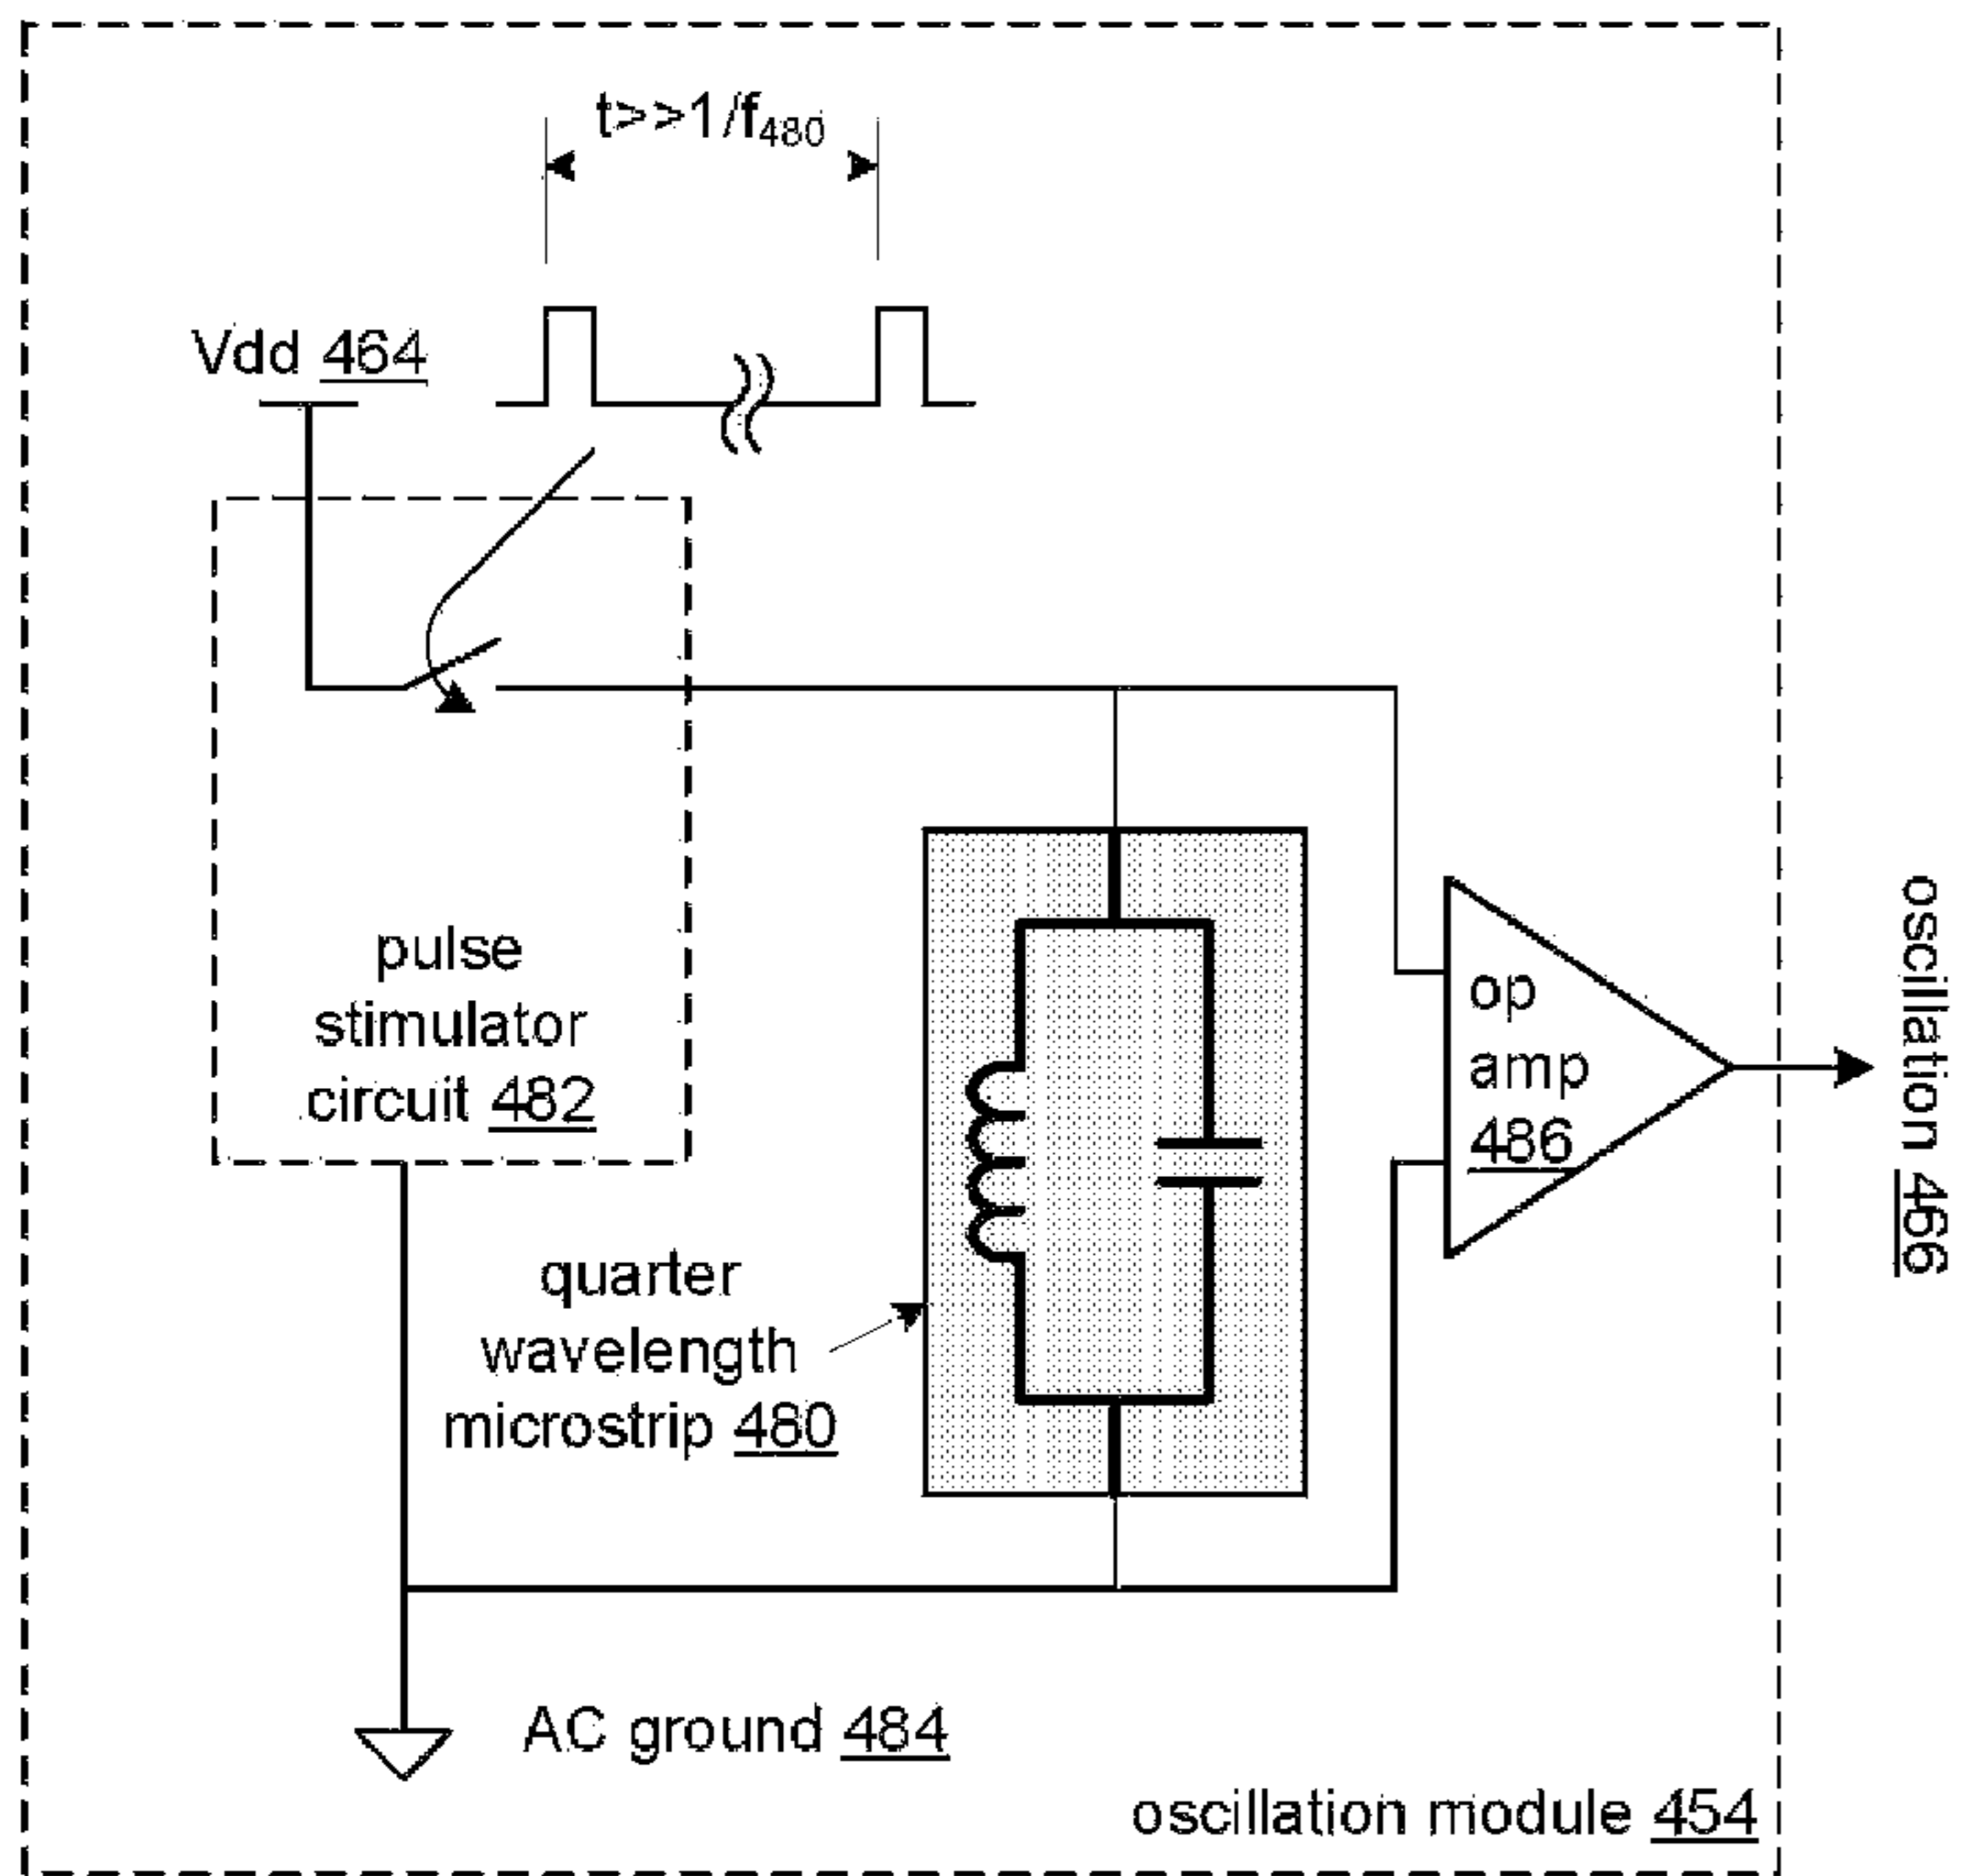 t>>1/f480
Vdd 464
pulse
stimulator
circuit 482
op
amp
486
oscillation 466
quarter
wavelength
microstrip 480
AC ground 484
oscillation module 454